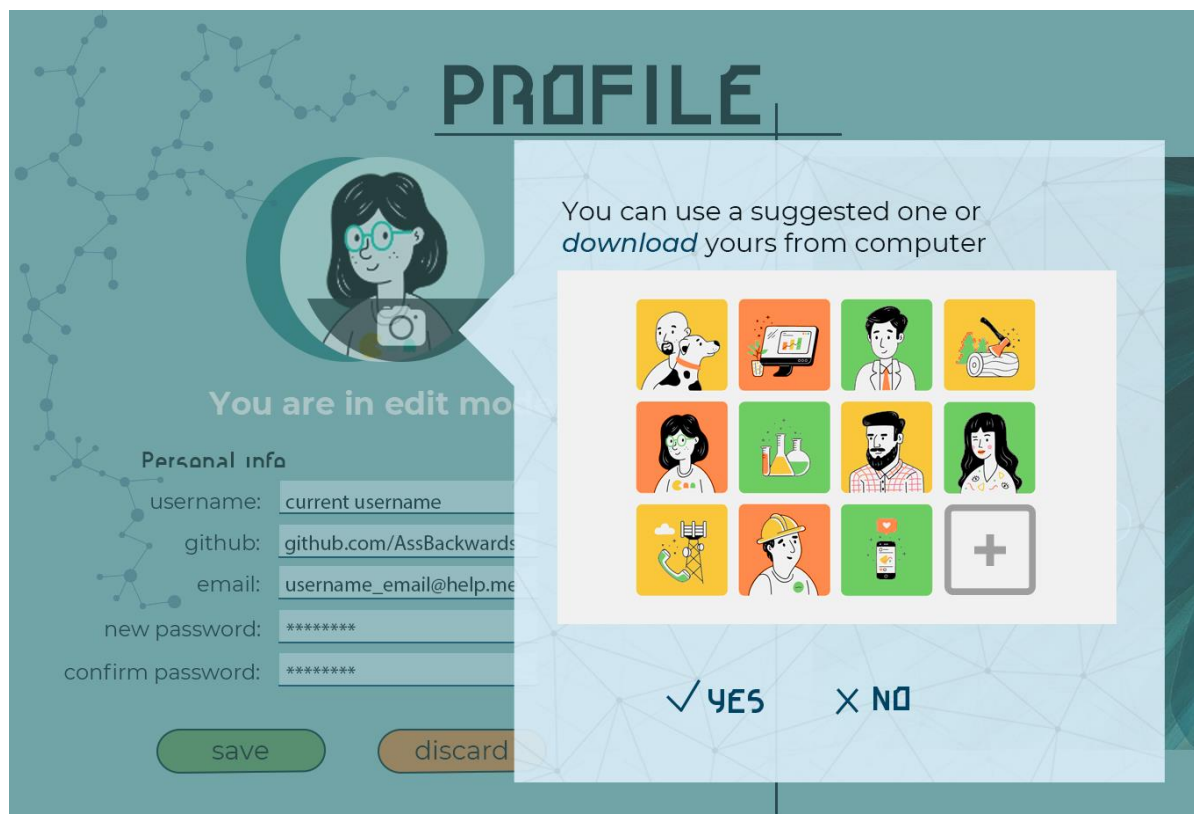 PROFILE
You can use a suggested one or
download yours from computer
You are in edit mo
Personal info
username: current username
github: github.com/AssBackwards
email: username_email@help.me
new password: ********
confirm password: ********
save discard
YES NO